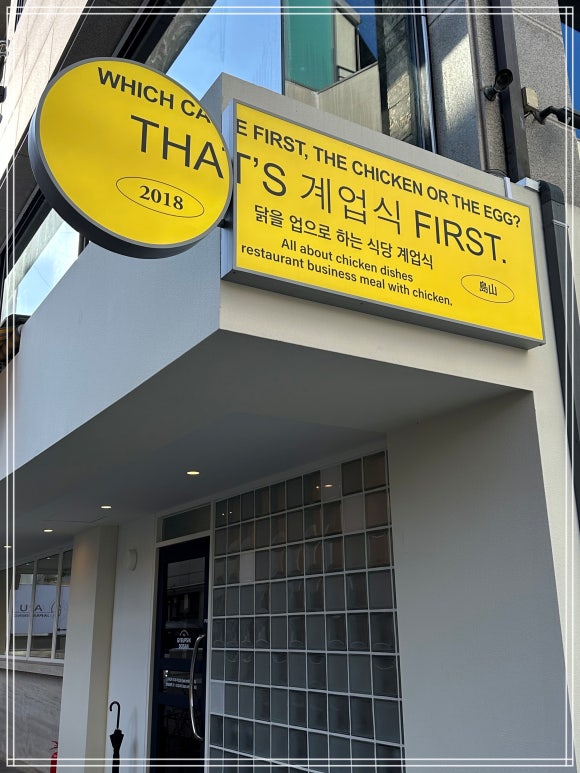 WHICH CAME FIRST, THE CHICKEN OR THE EGG?
THAT'S 계업식 FIRST.
2018
닭을 업으로 하는 식당 계업식
All about chicken dishes
restaurant business meal with chicken.
島山